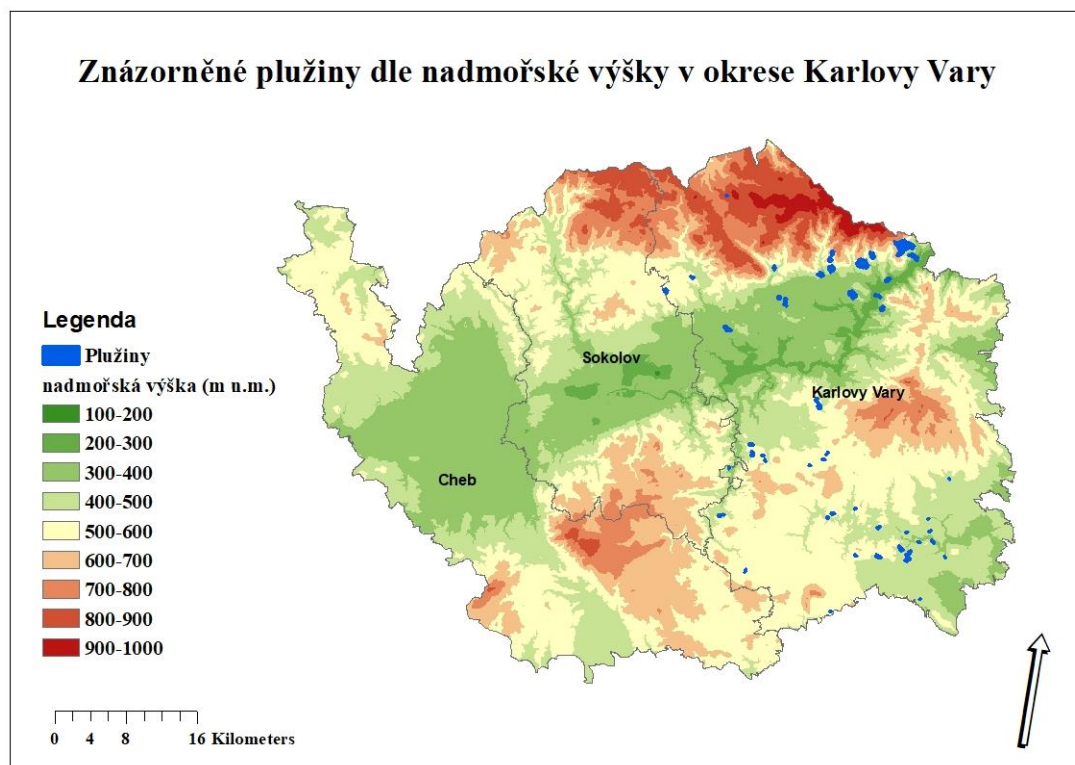 Znázorněné plužiny dle nadmořské výšky v okrese Karlovy Vary
Legenda
Plužiny
nadmořská výška (m n.m.)
100-200
200-300
300-400
400-500
500-600
600-700
700-800
800-900
900-1000
Sokolov
Karlovy Vary
Cheb
0 4 8 16 Kilometers